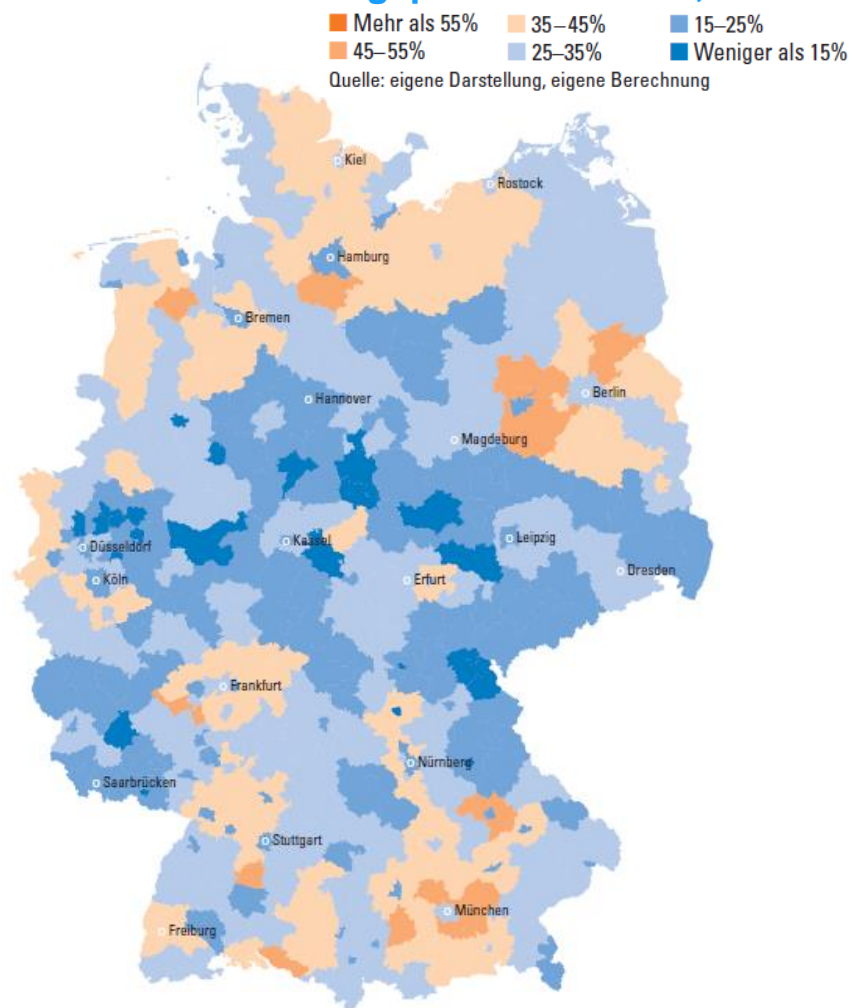 Mehr als 55%
35–45%
15–25%
45–55%
25–35%
Weniger als 15%
Quelle: eigene Darstellung, eigene Berechnung
Kiel
Rostock
Hamburg
Bremen
Hannover
Berlin
Magdeburg
Düsseldorf
Kassel
Leipzig
Köln
Erfurt
Dresden
Frankfurt
Nürnberg
Saarbrücken
Stuttgart
München
Freiburg